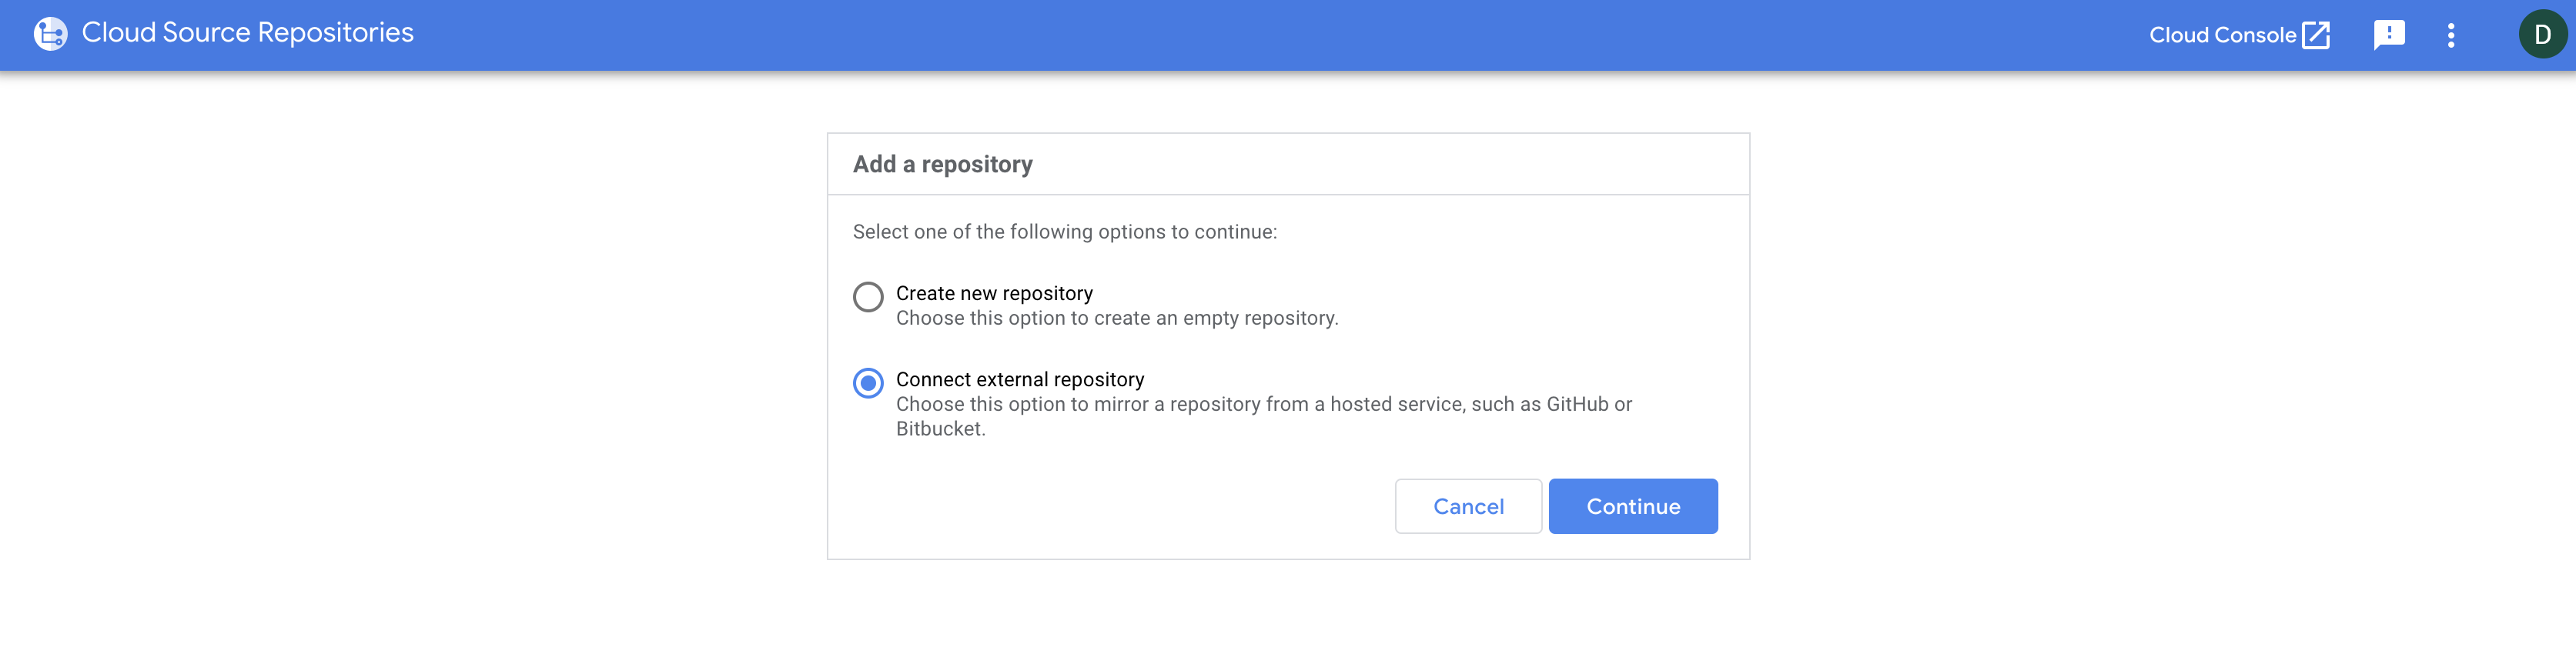 Cloud Source Repositories
Cloud Console
D
Add a repository
Select one of the following options to continue:
Create new repository
Choose this option to create an empty repository.
Connect external repository
Choose this option to mirror a repository from a hosted service, such as GitHub or
Bitbucket.
Cancel
Continue